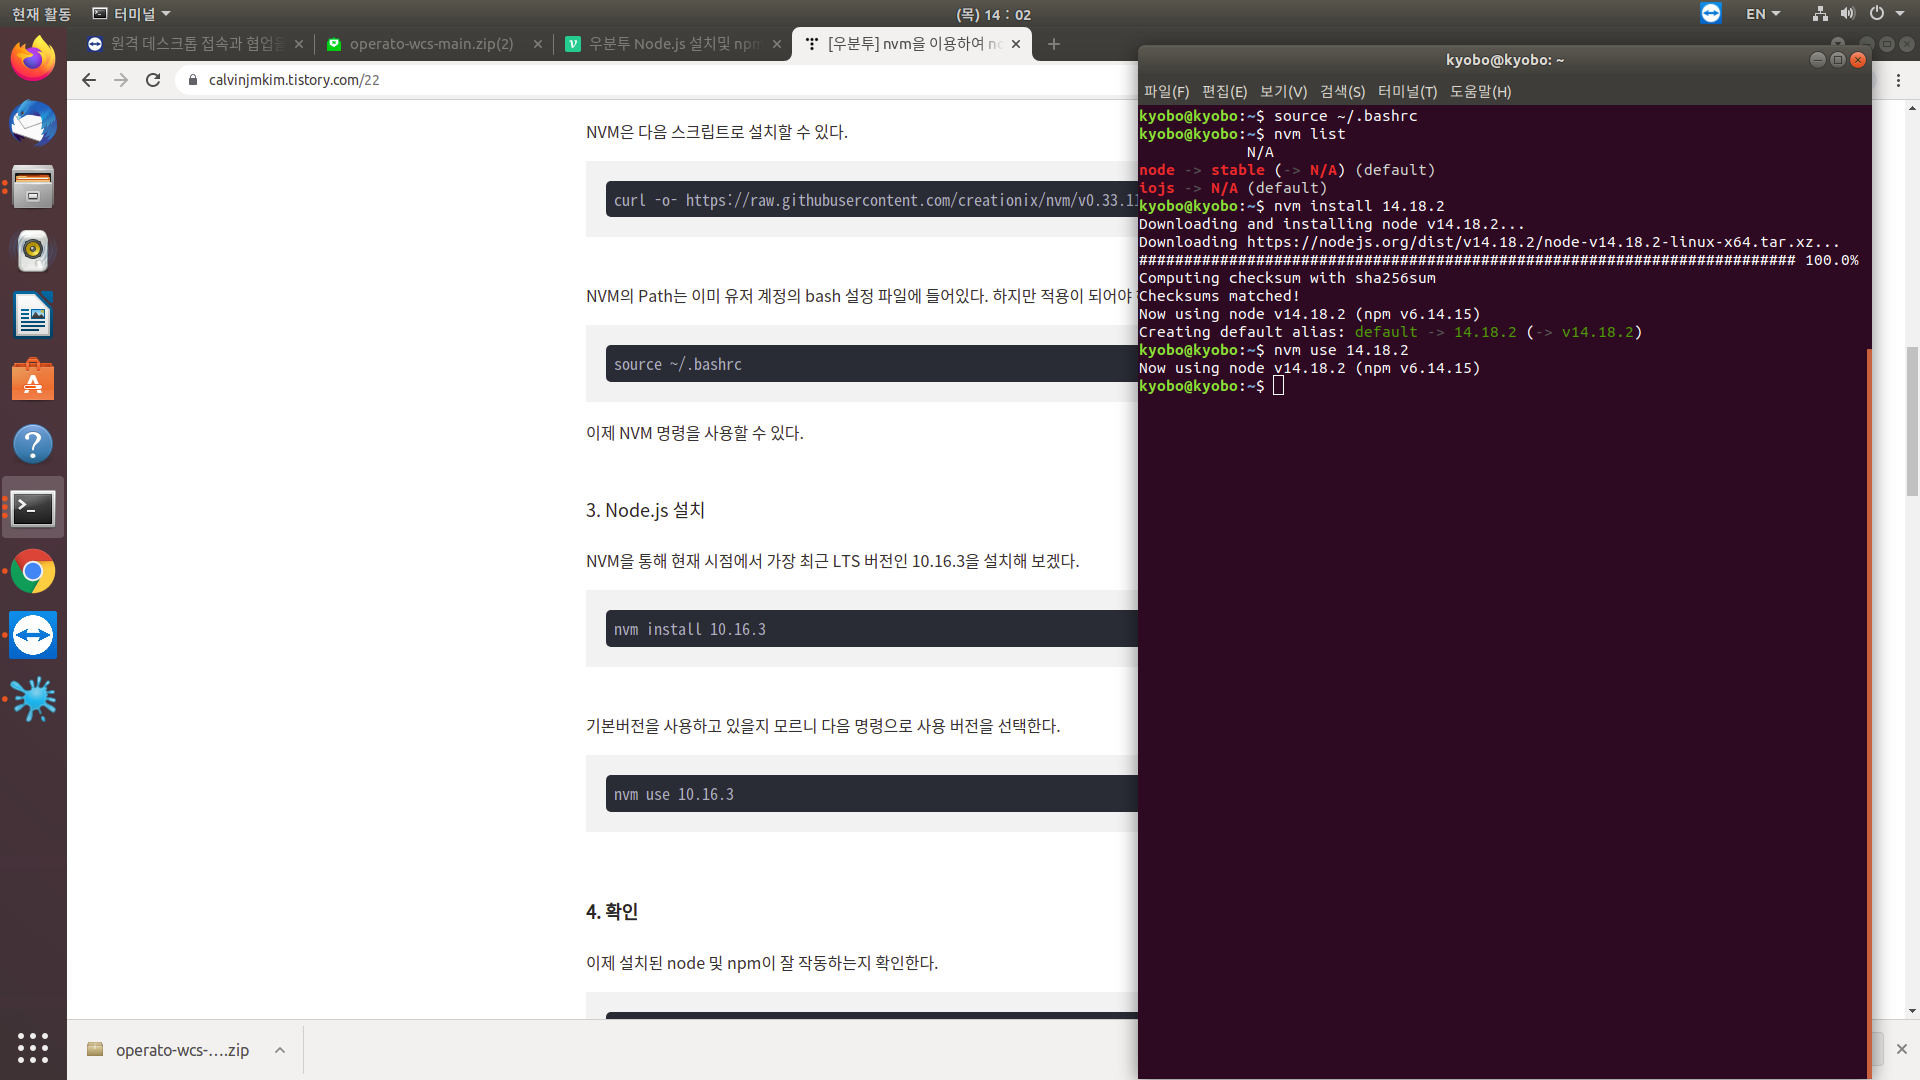 현재 활동
터미널
(목) 14 : 02
EN
원격 데스크톱 접속과 협업을
operato-wcs-main.zip(2)
우분투 Node.js 설치및 npm
[우분투] nvm을 이용하여 no
calvinjmkim.tistory.com/22
NVM은 다음 스크립트로 설치할 수 있다.
curl -o- https://raw.githubusercontent.com/creationix/nvm/v0.33.11
NVM의 Path는 이미 유저 계정의 bash 설정 파일에 들어있다. 하지만 적용이 되어야
source ~/.bashrc
이제 NVM 명령을 사용할 수 있다.
3. Node.js 설치
NVM을 통해 현재 시점에서 가장 최근 LTS 버전인 10.16.3을 설치해 보겠다.
nvm install 10.16.3
기본버전을 사용하고 있을지 모르니 다음 명령으로 사용 버전을 선택한다.
nvm use 10.16.3
4. 확인
이제 설치된 node 및 npm이 잘 작동하는지 확인한다.
operato-wcs-....zip
kyobo@kyobo: ~
파일(F) 편집(E) 보기(V) 검색(S) 터미널(T) 도움말(H)
kyobo@kyobo:~$ source ~/.bashrc
kyobo@kyobo:~$ nvm list
N/A
node -> stable (-> N/A) (default)
iojs -> N/A (default)
kyobo@kyobo:~$ nvm install 14.18.2
Downloading and installing node v14.18.2...
Downloading https://nodejs.org/dist/v14.18.2/node-v14.18.2-linux-x64.tar.xz...
######################################################################### 100.0%
Computing checksum with sha256sum
Checksums matched!
Now using node v14.18.2 (npm v6.14.15)
Creating default alias: default -> 14.18.2 (-> v14.18.2)
kyobo@kyobo:~$ nvm use 14.18.2
Now using node v14.18.2 (npm v6.14.15)
kyobo@kyobo:~$